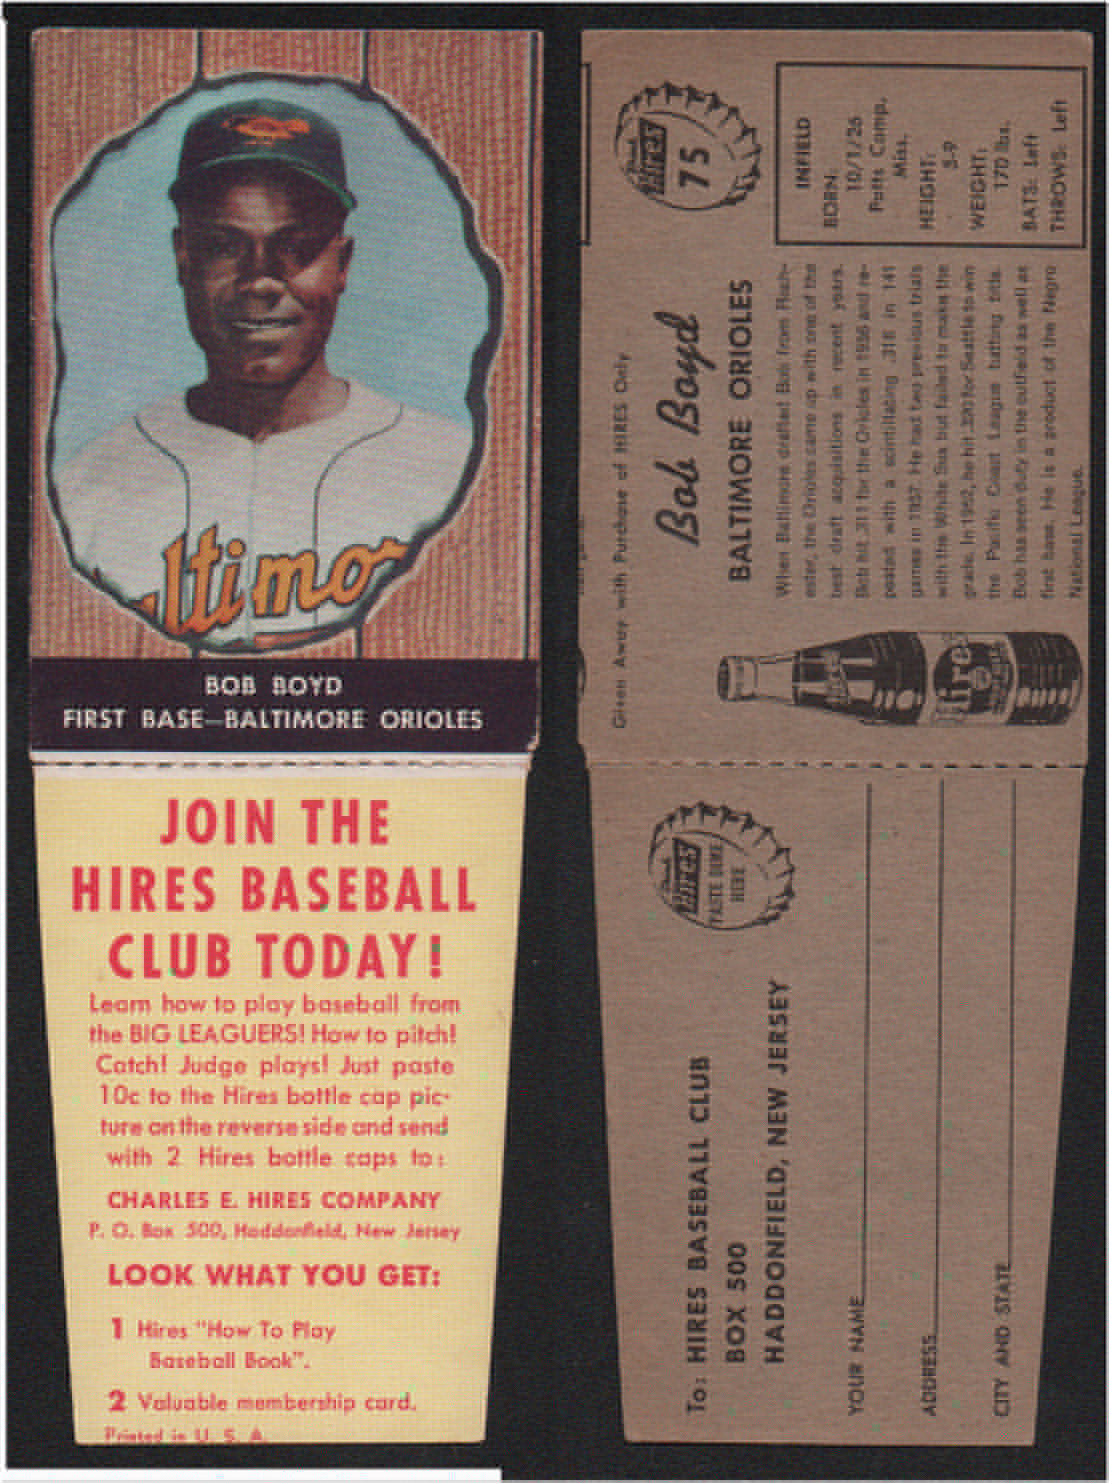 ltimo
BOB BOYD
FIRST BASE—BALTIMORE ORIOLES
JOIN THE
HIRES BASEBALL
CLUB TODAY!
Learn how to play baseball from
the BIG LEAGUERS! How to pitch!
Catch! Judge plays! Just paste
10c to the Hires bottle cap pic-
ture on the reverse side and send
with 2 Hires bottle caps to:
CHARLES E. HIRES COMPANY
P. O. Box 500, Haddonfield, New Jersey
LOOK WHAT YOU GET:
1 Hires "How To Play
Baseball Book".
2 Valuable membership card.
Printed in U. S. A.
Given Away with Purchase of HIRES Only
Drink
Hires
75
Bob Boyd
BALTIMORE ORIOLES
INFIELD
BORN:
10/1/26
Potts Camp,
Miss.
HEIGHT:
5-9
WEIGHT:
170 lbs.
BATS: Left
THROWS: Left
When Baltimore drafted Bob from Roch-
ester, the Orioles came up with one of the
best draft acquisitions in recent years.
Bob hit .311 for the Orioles in 1956 and re-
peated with a scintillating .318 in 141
games in 1957. He had two previous trials
with the White Sox but failed to make the
grade. In 1952, he hit .320 for Seattle to win
the Pacific Coast League batting title.
Bob has seen duty in the outfield as well as
first base. He is a product of the Negro
National League.
Hires
Drink
Hires
PASTE DIME
HERE
To: HIRES BASEBALL CLUB
BOX 500
HADDONFIELD, NEW JERSEY
YOUR NAME
ADDRESS
CITY AND STATE